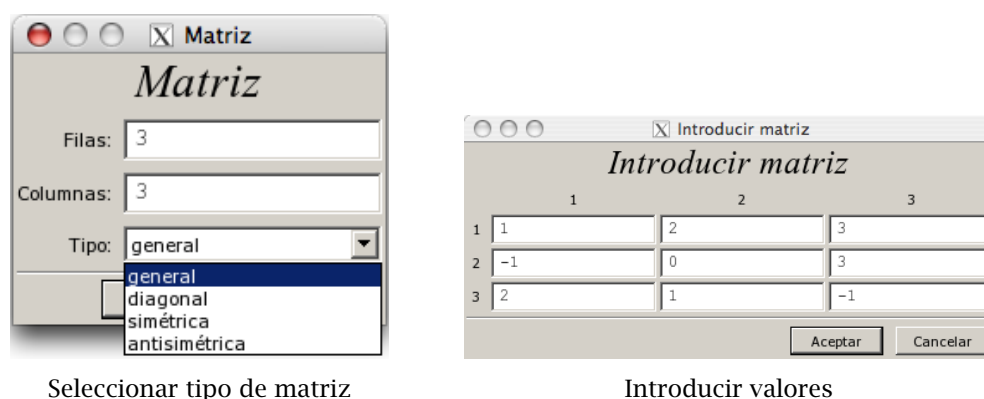 Matriz
Matriz
Filas: 3
Columnas: 3
Tipo: general
general
diagonal
simétrica
antisimétrica
Seleccionar tipo de matriz
Introducir matriz
Introducir matriz
1 2 3
1 1 2 3
2 -1 0 3
3 2 1 -1
Aceptar Cancelar
Introducir valores